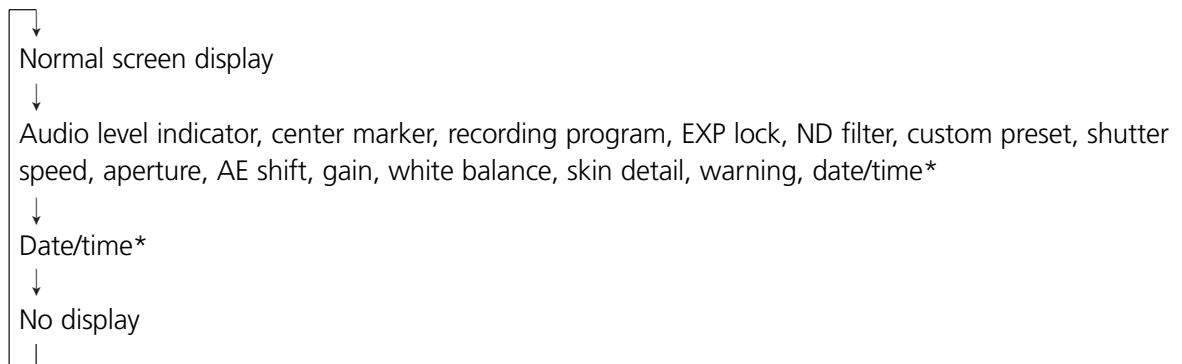 Normal screen display
Audio level indicator, center marker, recording program, EXP lock, ND filter, custom preset, shutter
speed, aperture, AE shift, gain, white balance, skin detail, warning, date/time*
Date/time*
No display